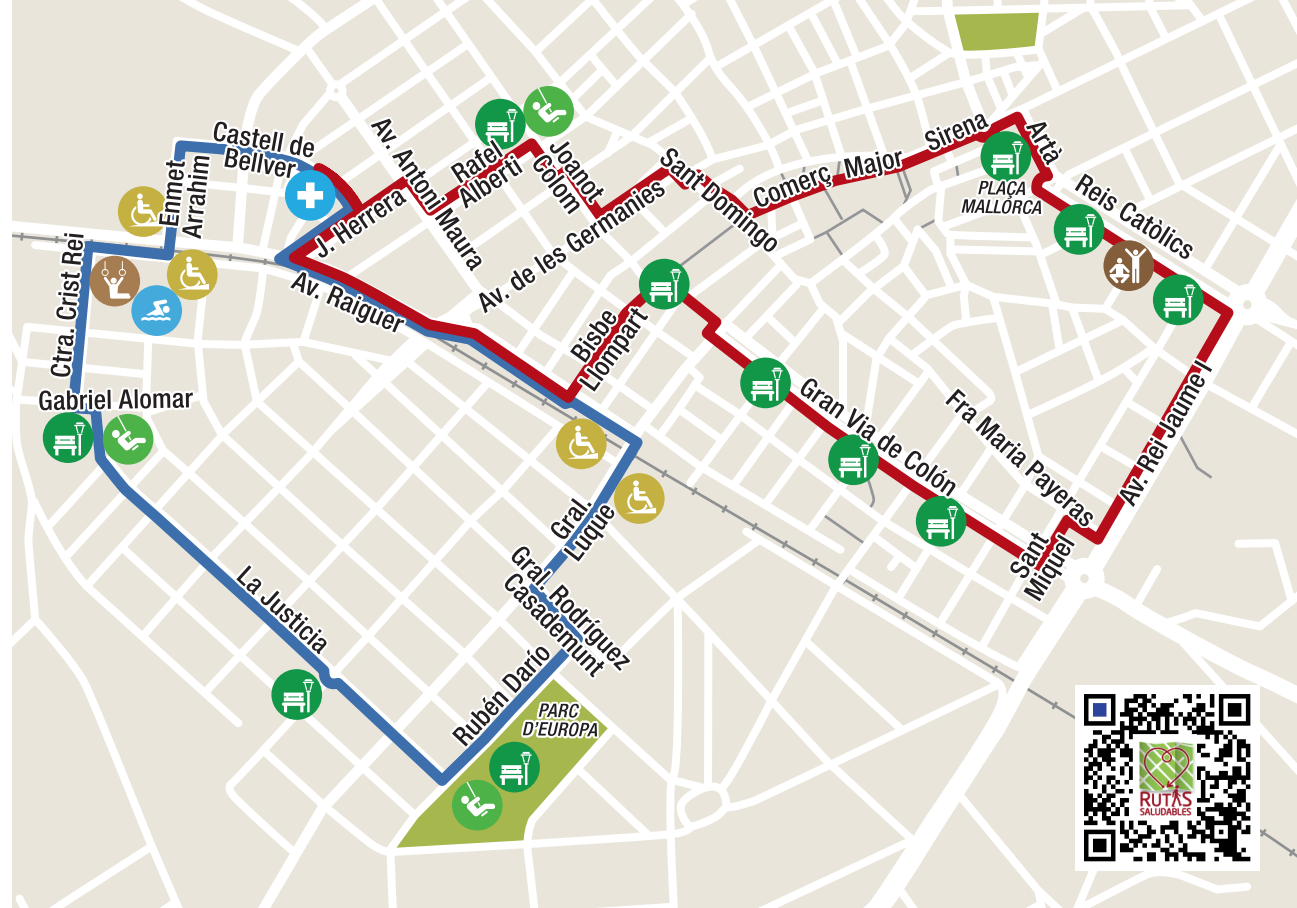 Castell de
Bellver
Emmet
Arrahim
Ctra. Crist Rei
Gabriel Alomar
La Justicia
Rubén Darío
PARC
D'EUROPA
Gral. Rodríguez
Casademunt
Gral.
Luque
Av. Raiguer
J. Herrera
Av. Antoni Maura
Rafel
Alberti
Joanot
Colom
Av. de les Germanies
Sant Domingo
Comerç
Major
Sirena
Artà
PLAÇA
MALLORCA
Reis Catòlics
Av. Rei Jaume I
Fra Maria Payeras
Sant
Miquel
Gran Via de Colón
Bisbe
Llompart
RUTAS
SALUDABLES